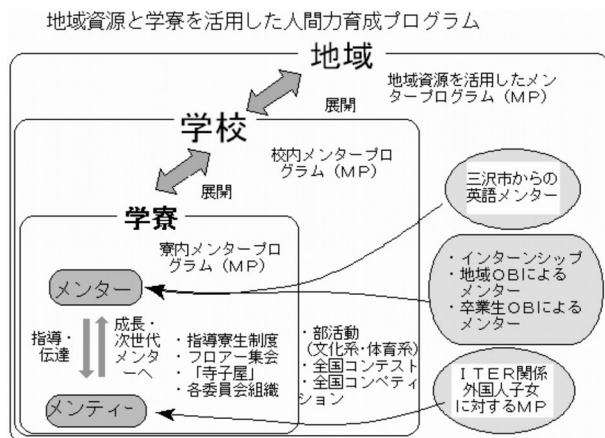 地域資源と学寮を活用した人間力育成プログラム
地域
地域資源を活用したメン
タープログラム（ＭＰ）
展開
学校
校内メンタープロ
グラム（ＭＰ）
展開
学寮
寮内メンタープロ
グラム（ＭＰ）
三沢市からの
英語メンター
メンター
・インターンシップ
・地域ＯＢによる
メンター
・卒業生ＯＢによる
メンター
指導・
伝達
成長・
次世代
メンタ
ーへ
・指導寮生制度
・フロアー集会
・「寺子屋」
・各委員会組織
・部活動
（文化系・体育系）
・全国コンテスト
・全国コンペティ
ション
ＩＴＥＲ関係
外国人子女
に対するＭＰ
メンティー